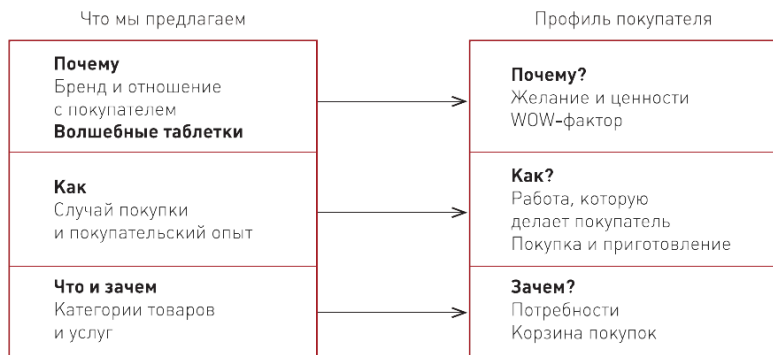 Что мы предлагаем
Почему
Бренд и отношение
с покупателем
Волшебные таблетки
Как
Случай покупки
и покупательский опыт
Что и зачем
Категории товаров
и услуг
Профиль покупателя
Почему?
Желание и ценности
WOW-фактор
Как?
Работа, которую
делает покупатель
Покупка и приготовление
Зачем?
Потребности
Корзина покупок